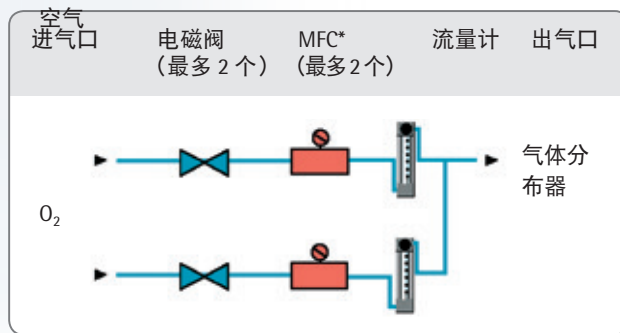 空气
进气口
电磁阀
（最多 2 个）
MFC*
（最多2个）
流量计
出气口
气体分
布器
O₂